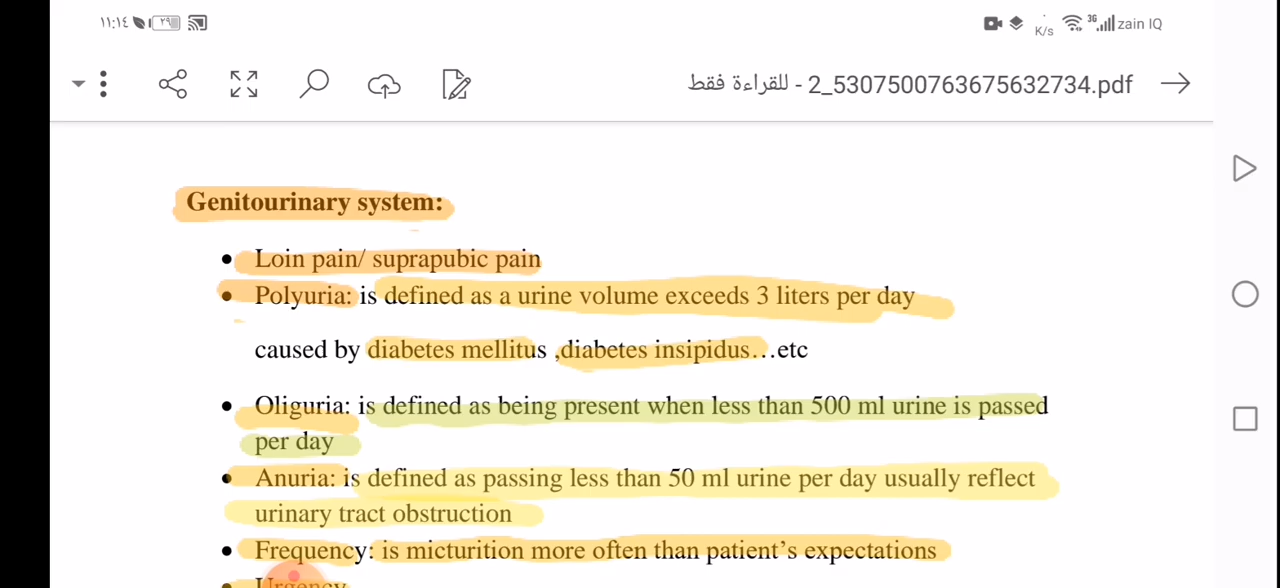 ١١:١٤ ٢٩ K/s 3G zain IQ
2_5307500763675632734.pdf - للقراءة فقط
Genitourinary system:
• Loin pain/ suprapubic pain
• Polyuria: is defined as a urine volume exceeds 3 liters per day
caused by diabetes mellitus ,diabetes insipidus…etc
• Oliguria: is defined as being present when less than 500 ml urine is passed
per day
• Anuria: is defined as passing less than 50 ml urine per day usually reflect
urinary tract obstruction
• Frequency: is micturition more often than patient’s expectations
• Urgency